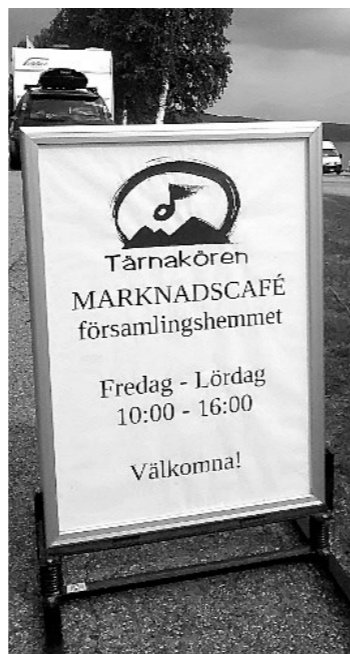 Tärnakören
MARKNADSCAFÉ
församlingshemmet
Fredag - Lördag
10:00 - 16:00
Välkomna!